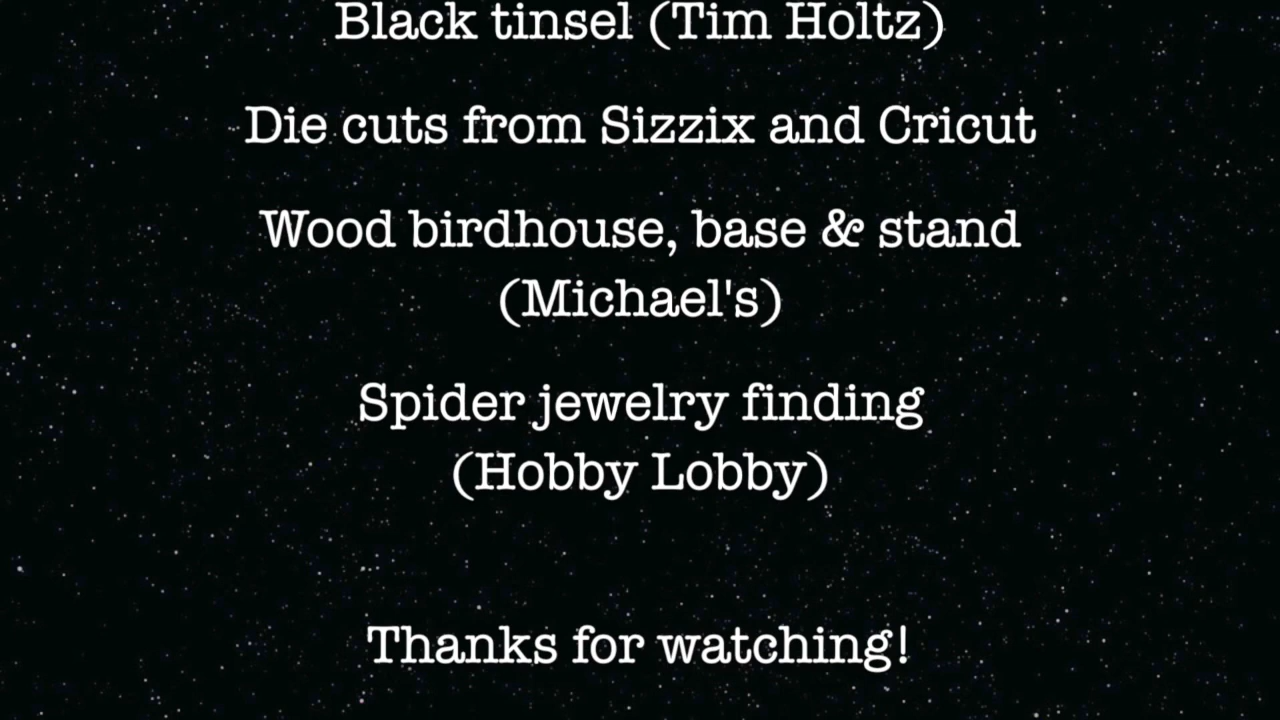 Black tinsel (Tim Holtz)
Die cuts from Sizzix and Cricut
Wood birdhouse, base & stand
(Michael's)
Spider jewelry finding
(Hobby Lobby)
Thanks for watching!